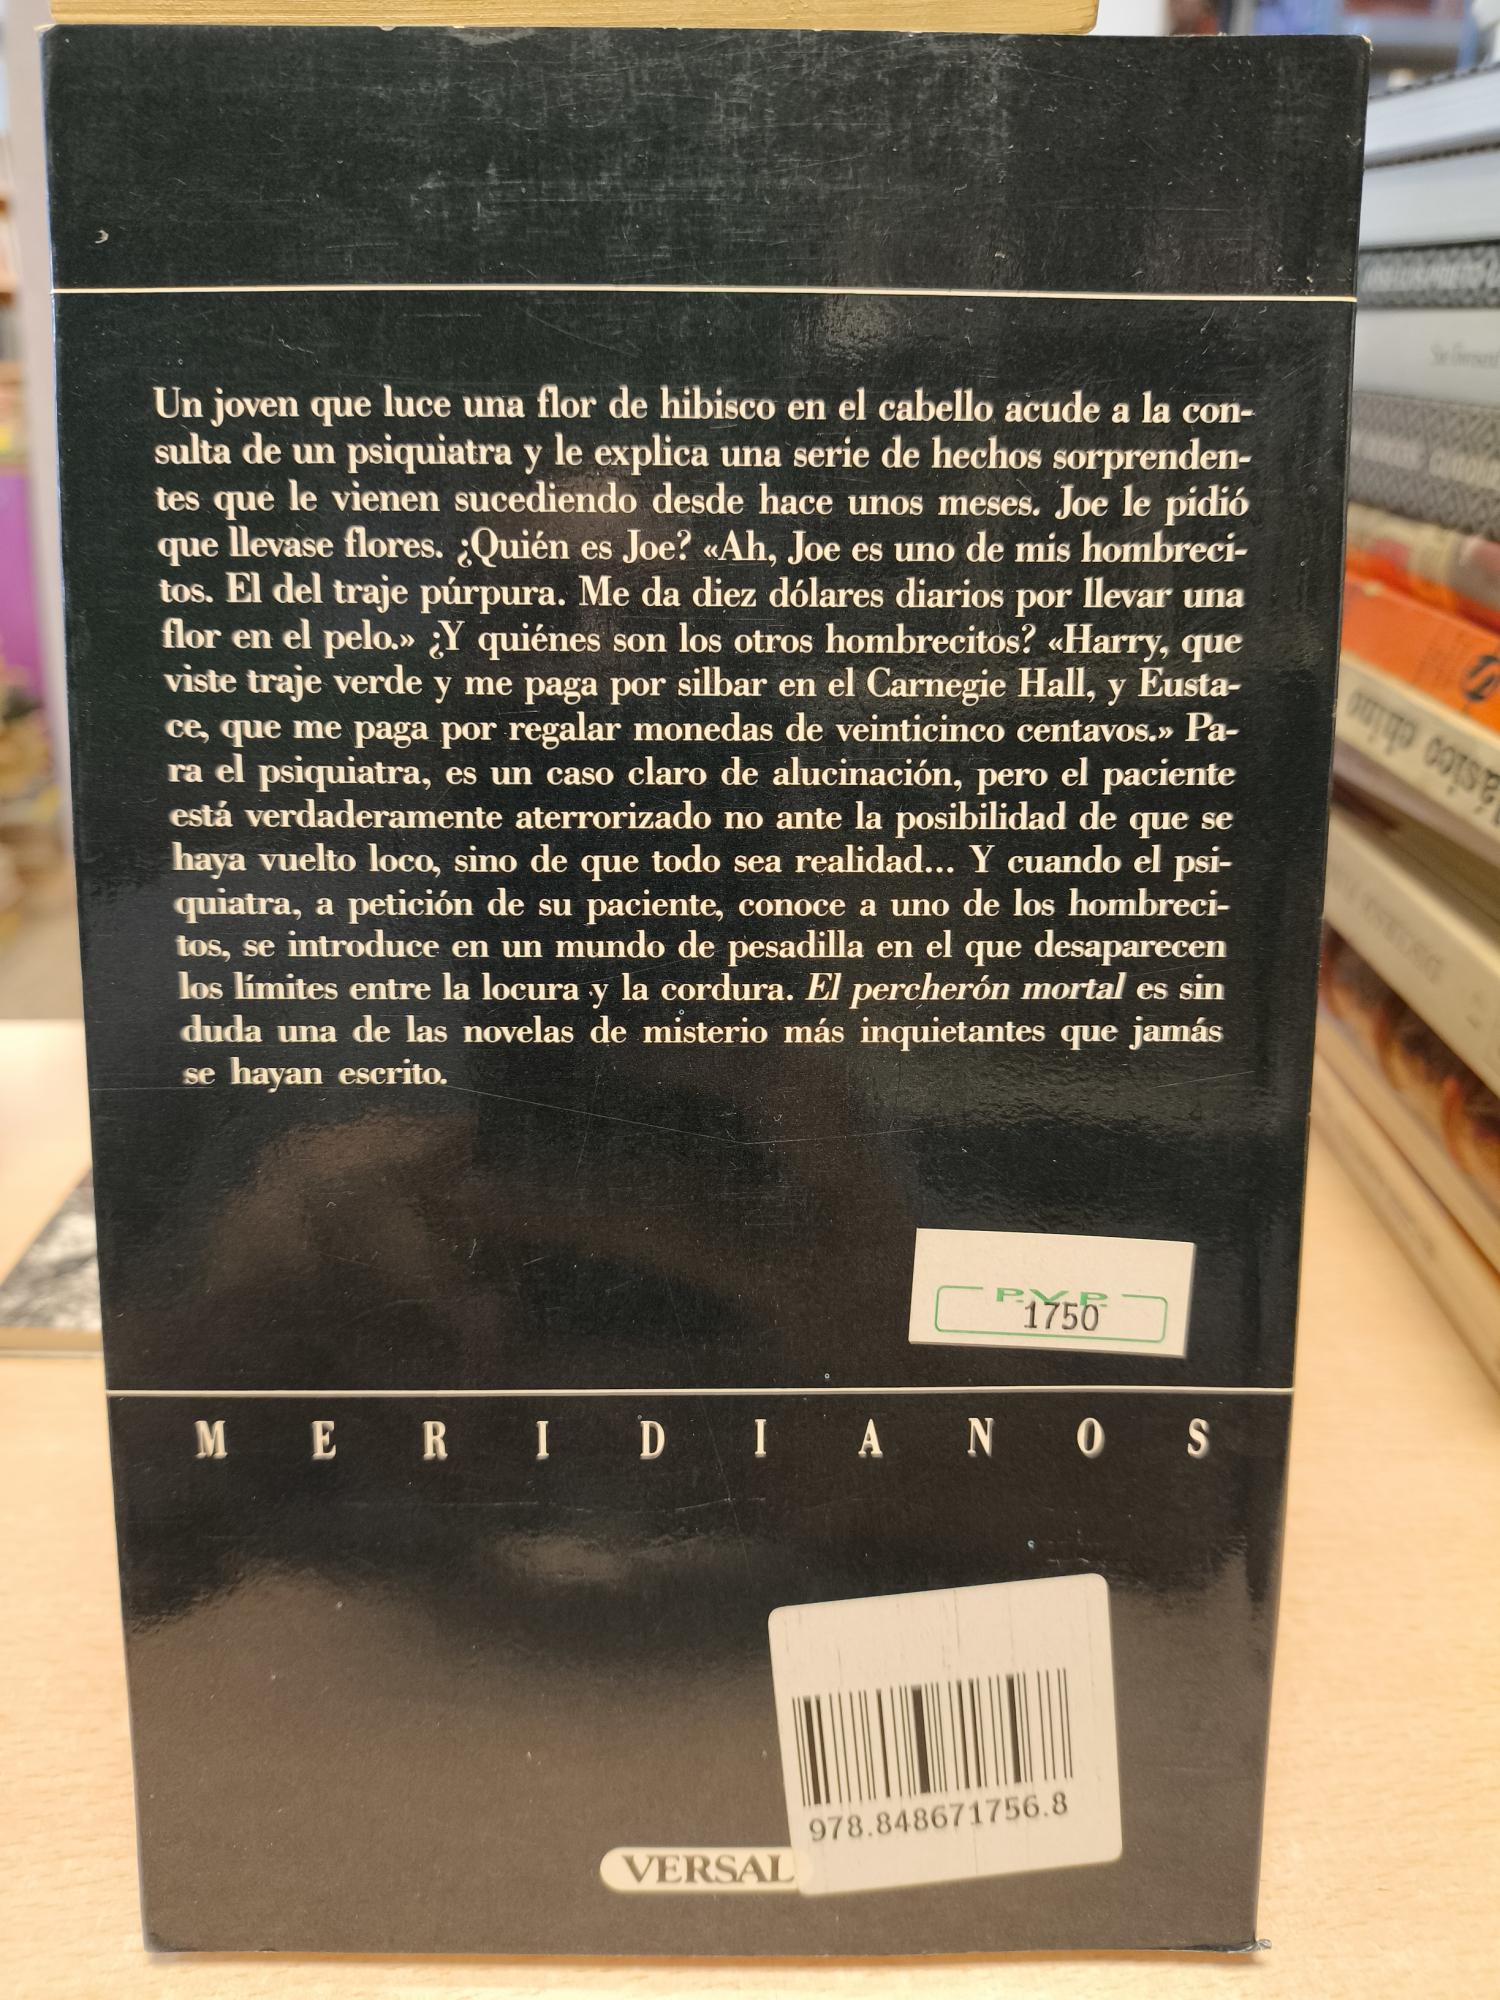 Un joven que luce una flor de hibisco en el cabello acude a la con-
sulta de un psiquiatra y le explica una serie de hechos sorprenden-
tes que le vienen sucediendo desde hace unos meses. Joe le pidió
que llevase flores. ¿Quién es Joe? «Ah, Joe es uno de mis hombreci-
tos. El del traje púrpura. Me da diez dólares diarios por llevar una
flor en el pelo.» ¿Y quiénes son los otros hombrecitos? «Harry, que
viste traje verde y me paga por silbar en el Carnegie Hall, y Eusta-
ce, que me paga por regalar monedas de veinticinco centavos.» Pa-
ra el psiquiatra, es un caso claro de alucinación, pero el paciente
está verdaderamente aterrorizado no ante la posibilidad de que se
haya vuelto loco, sino de que todo sea realidad... Y cuando el psi-
quiatra, a petición de su paciente, conoce a uno de los hombreci-
tos, se introduce en un mundo de pesadilla en el que desaparecen
los límites entre la locura y la cordura. El percherón mortal es sin
duda una de las novelas de misterio más inquietantes que jamás
se hayan escrito.
P.V.P.
1750
MERIDIANOS
978.848671756.8
VERSAL
chino